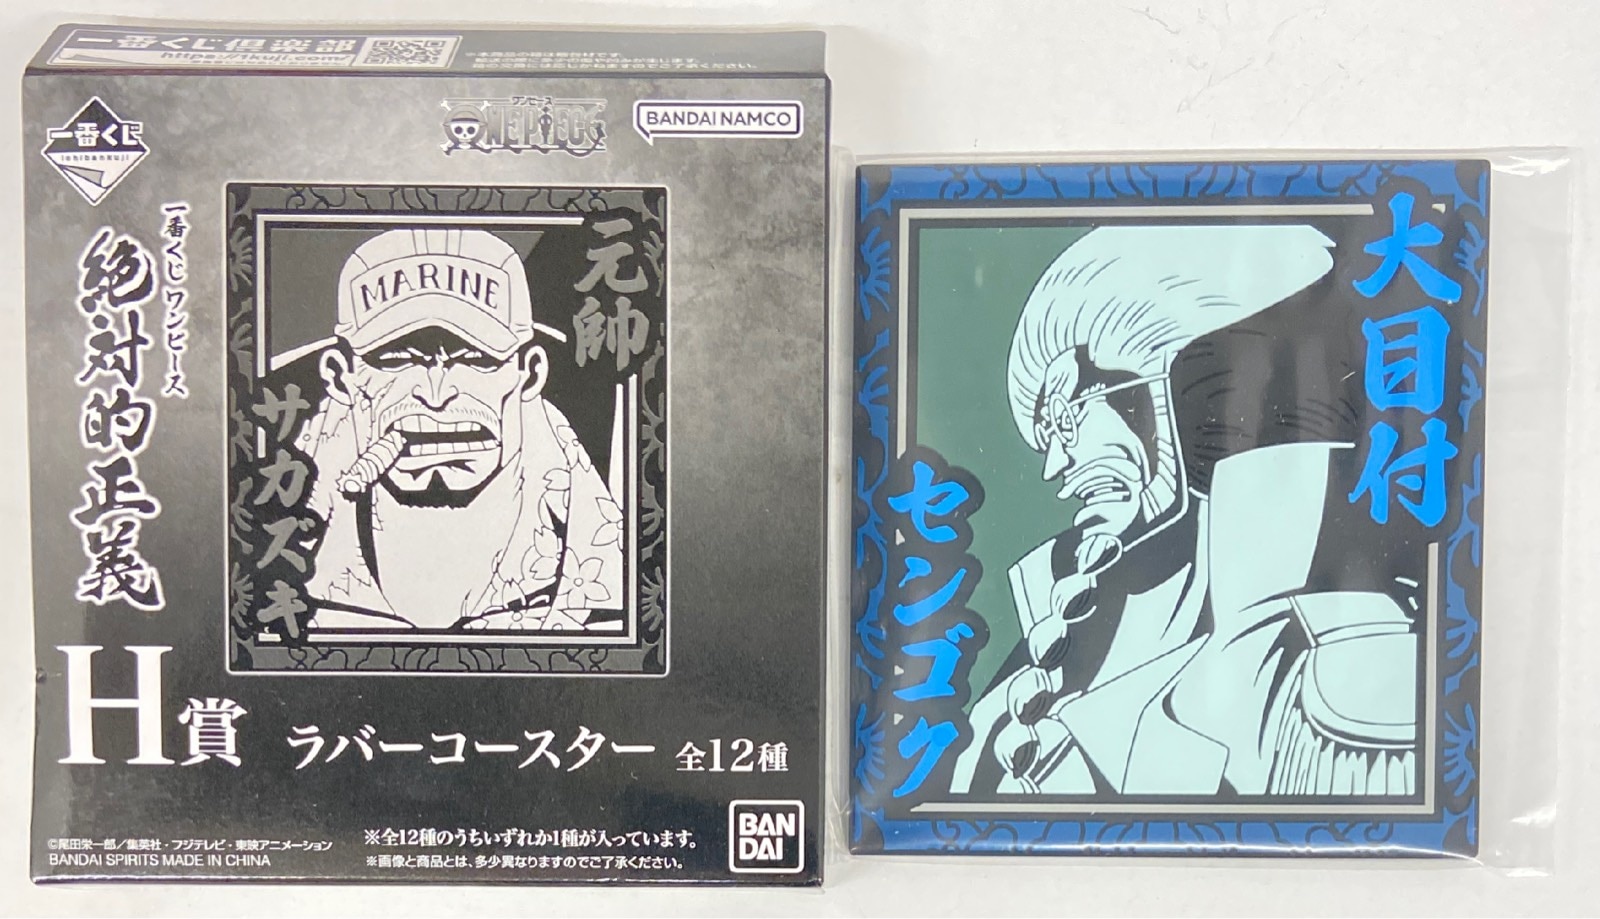 一番くじ倶楽部
https://1kuji.com/
一番くじ
ichibankuji
ワンピース
ONE PIECE
BANDAI NAMCO
一番くじ ワンピース
絶対的正義
元帥
サカズキ
MARINE
H賞
ラバーコースター 全12種
※全12種のうちいずれか1種が入っています。
※画像と商品とは、多少異なりますのでご了承ください。
©尾田栄一郎／集英社・フジテレビ・東映アニメーション
BANDAI SPIRITS MADE IN CHINA
BAN
DAI
大目付
センゴク